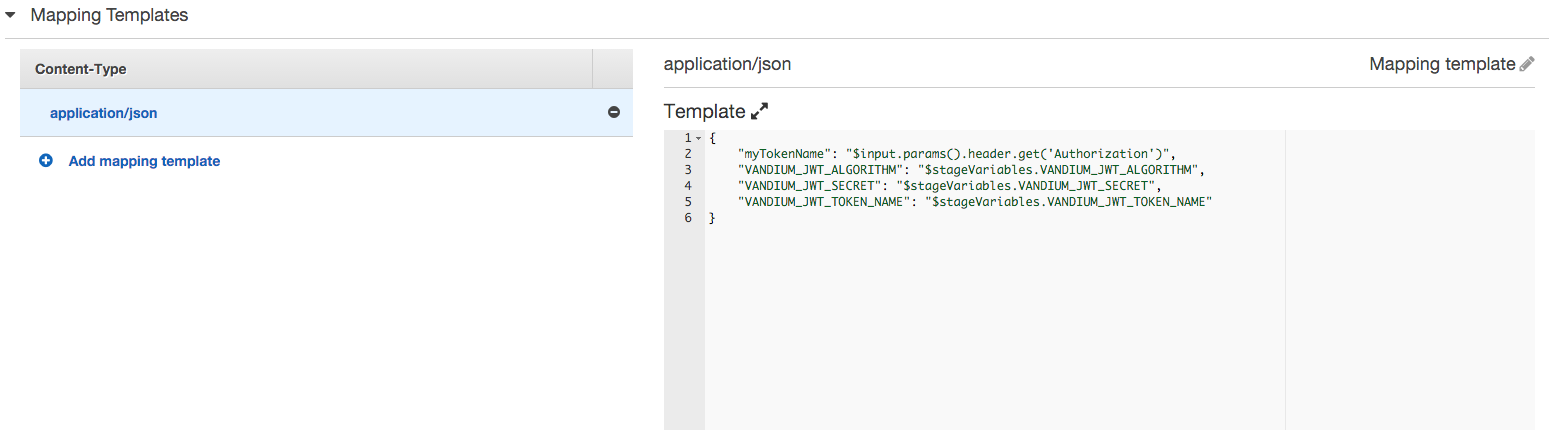 Mapping Templates
Content-Type
application/json
Add mapping template
application/json
Mapping template
Template
1 {
2 "myTokenName": "$input.params().header.get('Authorization')",
3 "VANDIUM_JWT_ALGORITHM": "$stageVariables.VANDIUM_JWT_ALGORITHM",
4 "VANDIUM_JWT_SECRET": "$stageVariables.VANDIUM_JWT_SECRET",
5 "VANDIUM_JWT_TOKEN_NAME": "$stageVariables.VANDIUM_JWT_TOKEN_NAME"
6 }